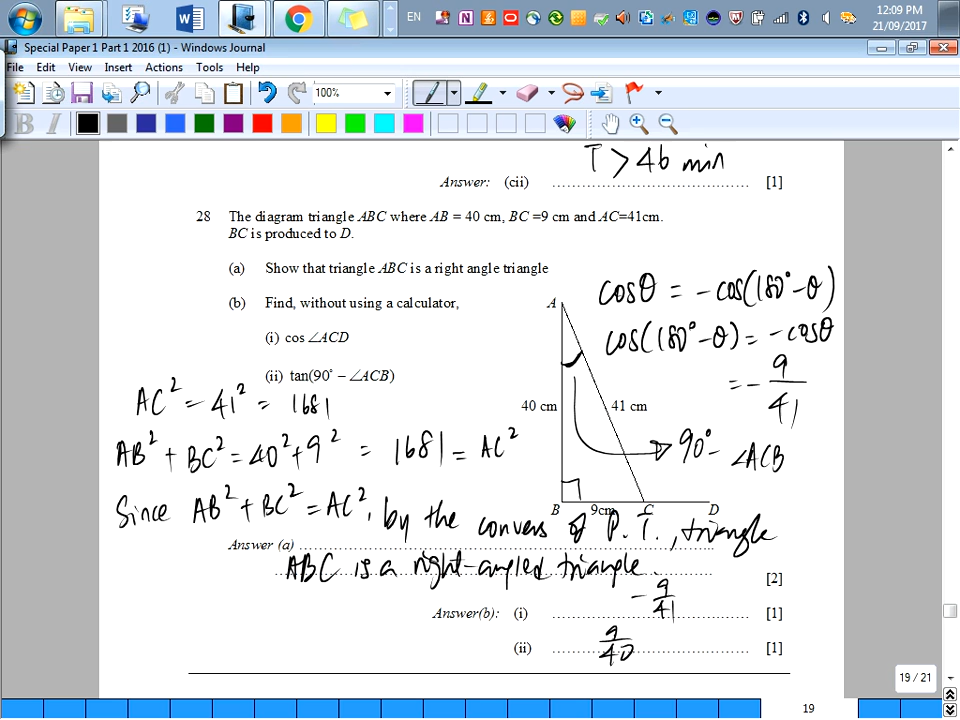 EN
12:09 PM
21/09/2017
Special Paper 1 Part 1 2016 (1) - Windows Journal
File Edit View Insert Actions Tools Help
100%
B I
T > 46 min
Answer: (cii) ............ [1]
28 The diagram triangle ABC where AB = 40 cm, BC =9 cm and AC=41cm.
BC is produced to D.
(a) Show that triangle ABC is a right angle triangle
(b) Find, without using a calculator,
(i) cos ∠ACD
(ii) tan(90° − ∠ACB)
A
cosθ = -cos(180°-θ)
cos(180°-θ) = -cosθ
= - 9/41
40 cm
41 cm
90° - ∠ACB
B 9cm C D
AC² = 41² = 1681
AB² + BC² = 40² + 9² = 1681 = AC²
Since AB² + BC² = AC², by the convers of P.T., triangle
Answer (a) ............
ABC is a right-angled triangle.
[2]
Answer(b): (i) -9/41 [1]
(ii) 9/40 [1]
19 / 21
19